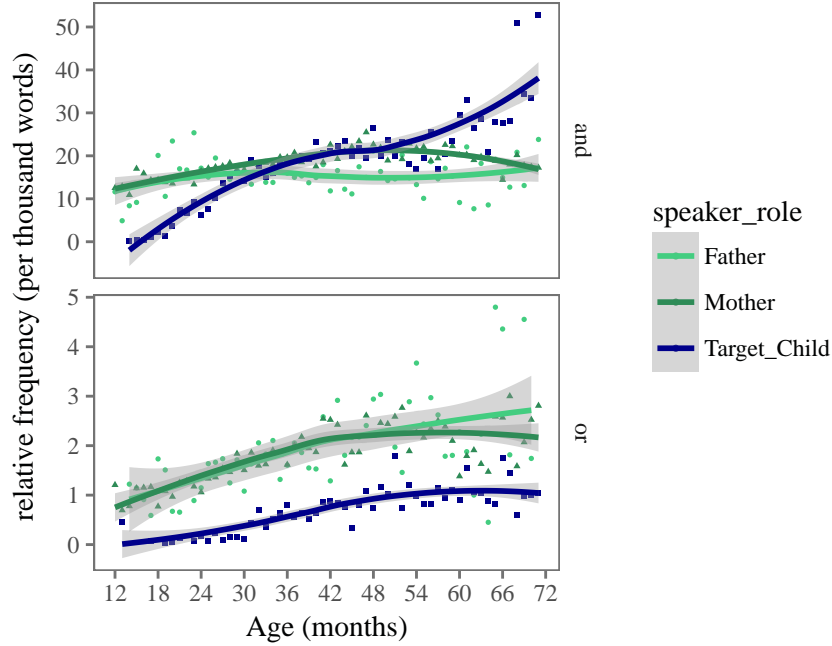 relative frequency (per thousand words)
50
40
30
20
10
0
and
5
4
3
2
1
0
or
12 18 24 30 36 42 48 54 60 66 72
Age (months)
speaker_role
Father
Mother
Target_Child